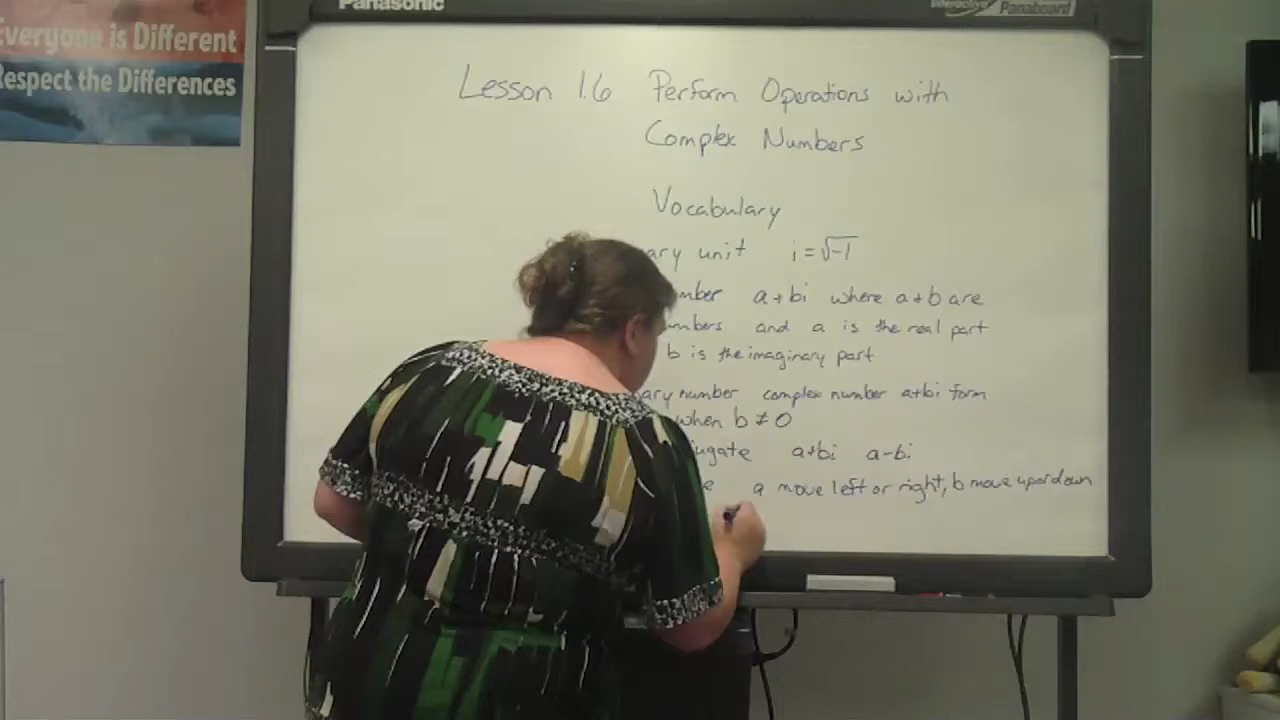 Panasonic
Interactive Panaboard
Everyone is Different
Respect the Differences
Lesson 1.6 Perform Operations with
Complex Numbers
Vocabulary
ary unit i = √-1
mber a + bi where a + b are
umbers and a is the real part
b is the imaginary part
ary number complex number a+bi form
when b ≠ 0
jugate a+bi a-bi
e a move left or right, b move up or down